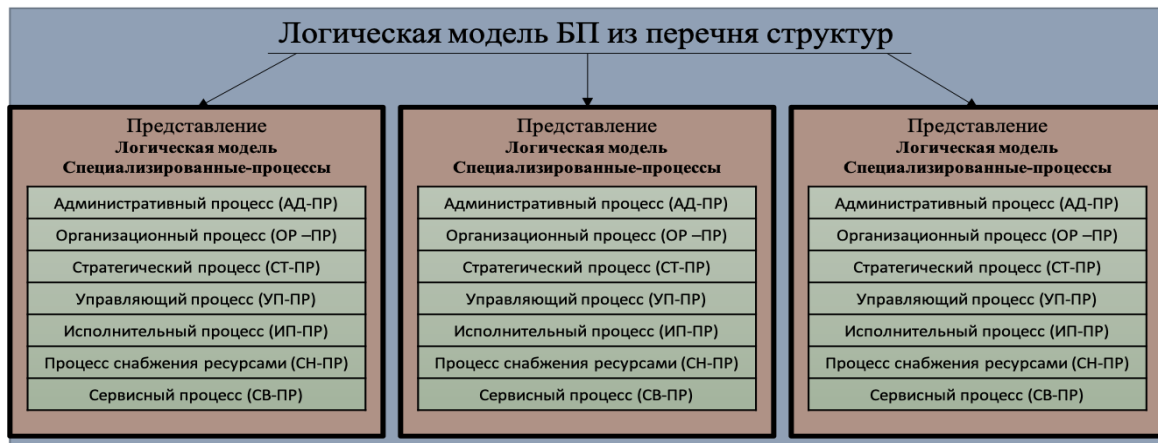 Логическая модель БП из перечня структур
Представление
Логическая модель
Специализированные-процессы
Административный процесс (АД-ПР)
Организационный процесс (ОР –ПР)
Стратегический процесс (СТ-ПР)
Управляющий процесс (УП-ПР)
Исполнительный процесс (ИП-ПР)
Процесс снабжения ресурсами (СН-ПР)
Сервисный процесс (СВ-ПР)
Представление
Логическая модель
Специализированные-процессы
Административный процесс (АД-ПР)
Организационный процесс (ОР –ПР)
Стратегический процесс (СТ-ПР)
Управляющий процесс (УП-ПР)
Исполнительный процесс (ИП-ПР)
Процесс снабжения ресурсами (СН-ПР)
Сервисный процесс (СВ-ПР)
Представление
Логическая модель
Специализированные-процессы
Административный процесс (АД-ПР)
Организационный процесс (ОР –ПР)
Стратегический процесс (СТ-ПР)
Управляющий процесс (УП-ПР)
Исполнительный процесс (ИП-ПР)
Процесс снабжения ресурсами (СН-ПР)
Сервисный процесс (СВ-ПР)